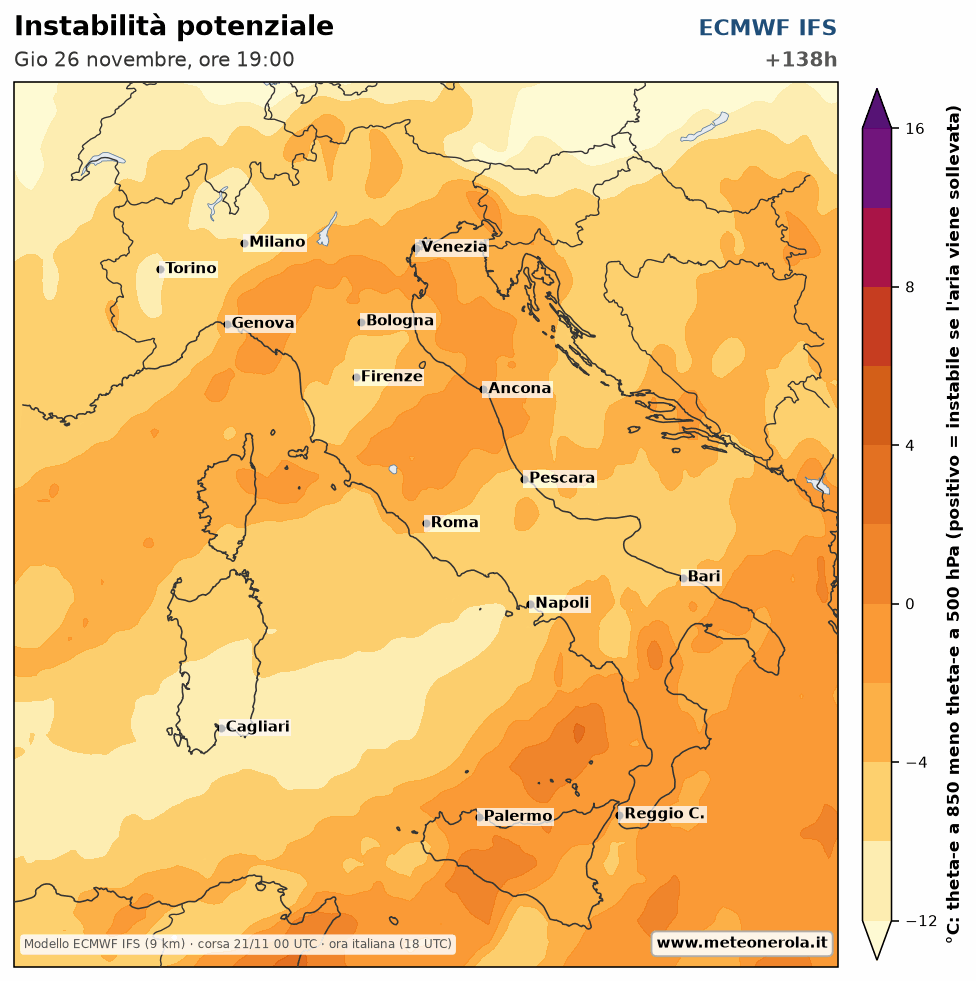 Instabilità potenziale
ECMWF IFS
Gio 26 novembre, ore 19:00
+138h
Milano
Venezia
Torino
Genova
Bologna
Firenze
Ancona
Pescara
Roma
Bari
Napoli
Cagliari
Palermo
Reggio C.
Modello ECMWF IFS (9 km) · corsa 21/11 00 UTC · ora italiana (18 UTC)
www.meteonerola.it
16
8
4
0
−4
−12
°C: theta-e a 850 meno theta-e a 500 hPa (positivo = instabile se l'aria viene sollevata)